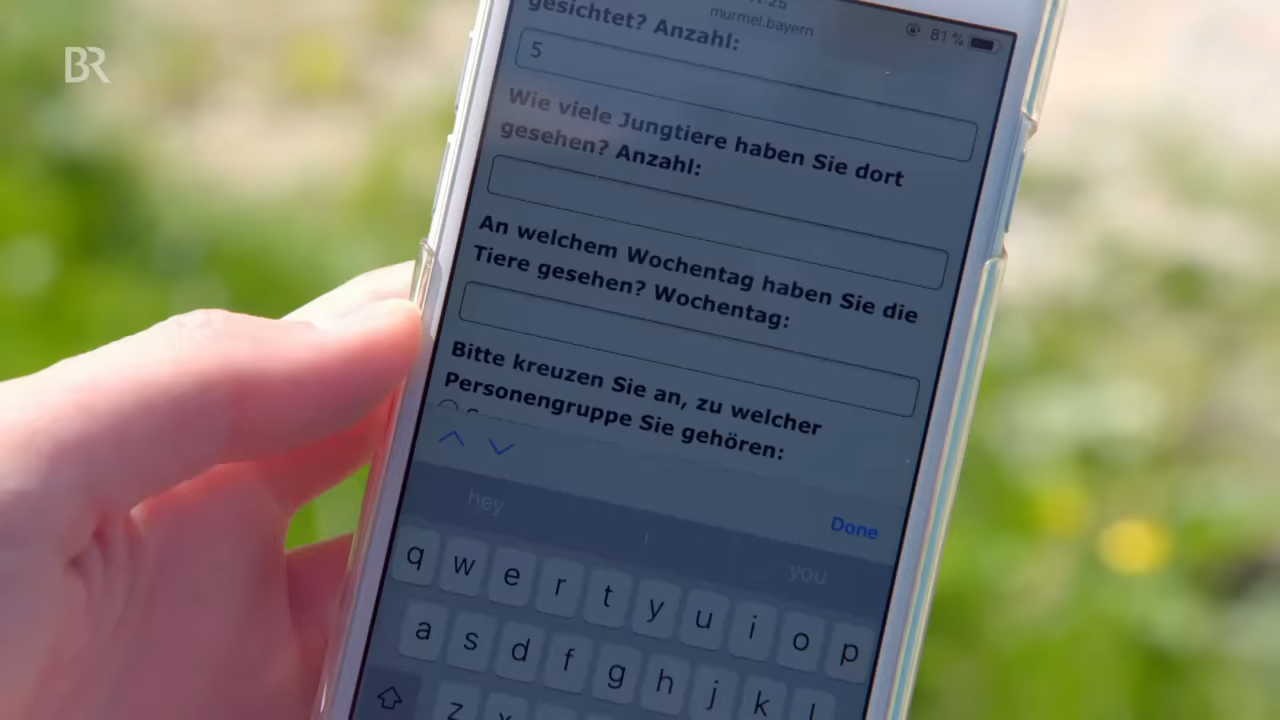 BR
81 %
murmel.bayern
gesichtet? Anzahl:
5
Wie viele Jungtiere haben Sie dort
gesehen? Anzahl:
An welchem Wochentag haben Sie die
Tiere gesehen? Wochentag:
Bitte kreuzen Sie an, zu welcher
Personengruppe Sie gehören:
Done
hey
I
you
q w e r t y u i o p
a s d f g h j k l
z x